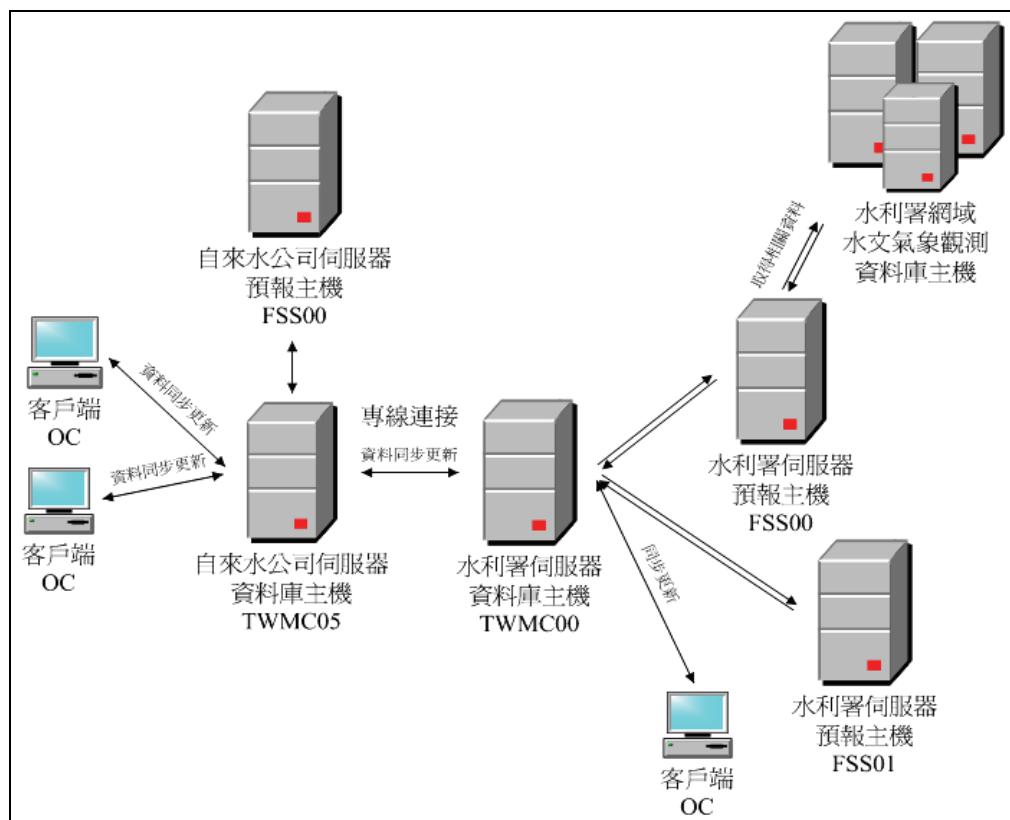 水利署網域
水文氣象觀測
資料庫主機
取得相關資料
自來水公司伺服器
預報主機
FSS00
客戶端
OC
資料同步更新
客戶端
OC
資料同步更新
專線連接
資料同步更新
自來水公司伺服器
資料庫主機
TWMC05
水利署伺服器
資料庫主機
TWMC00
水利署伺服器
預報主機
FSS00
同步更新
水利署伺服器
預報主機
FSS01
客戶端
OC